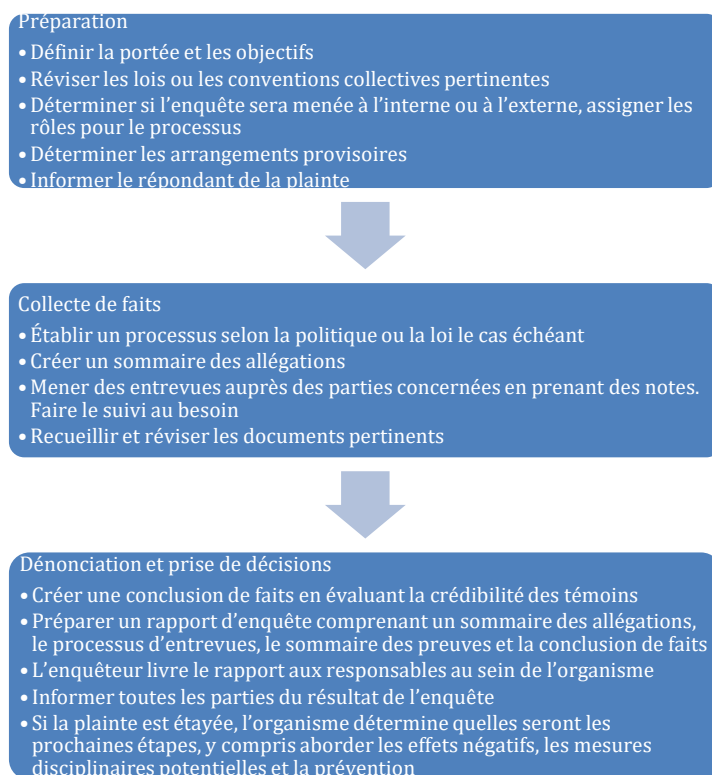 Préparation
• Définir la portée et les objectifs
• Réviser les lois ou les conventions collectives pertinentes
• Déterminer si l’enquête sera menée à l’interne ou à l’externe, assigner les
rôles pour le processus
• Déterminer les arrangements provisoires
• Informer le répondant de la plainte
Collecte de faits
• Établir un processus selon la politique ou la loi le cas échéant
• Créer un sommaire des allégations
• Mener des entrevues auprès des parties concernées en prenant des notes.
Faire le suivi au besoin
• Recueillir et réviser les documents pertinents
Dénonciation et prise de décisions
• Créer une conclusion de faits en évaluant la crédibilité des témoins
• Préparer un rapport d’enquête comprenant un sommaire des allégations,
le processus d’entrevues, le sommaire des preuves et la conclusion de faits
• L’enquêteur livre le rapport aux responsables au sein de l’organisme
• Informer toutes les parties du résultat de l’enquête
• Si la plainte est étayée, l’organisme détermine quelles seront les
prochaines étapes, y compris aborder les effets négatifs, les mesures
disciplinaires potentielles et la prévention